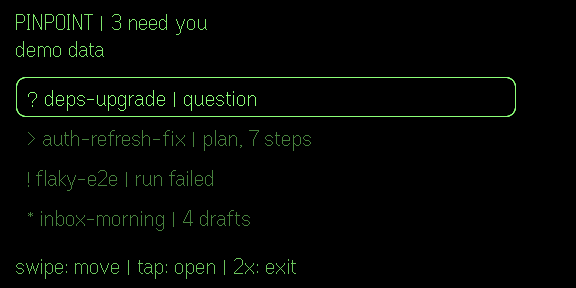 PINPOINT | 3 need you
demo data
? deps-upgrade | question
> auth-refresh-fix | plan, 7 steps
! flaky-e2e | run failed
* inbox-morning | 4 drafts
swipe: move | tap: open | 2x: exit